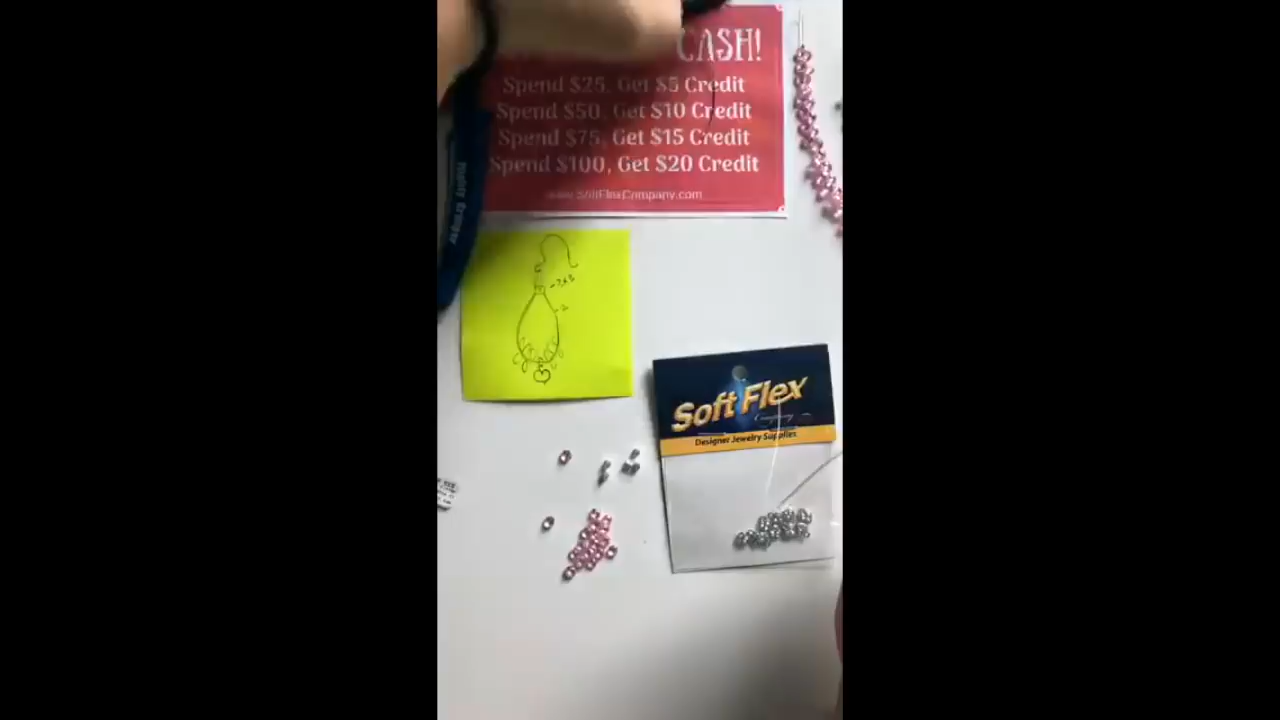 CASH!
Spend $25, Get $5 Credit
Spend $50, Get $10 Credit
Spend $75, Get $15 Credit
Spend $100, Get $20 Credit
www.SoftFlexCompany.com
Soft Flex
Company
Designer Jewelry Supplies